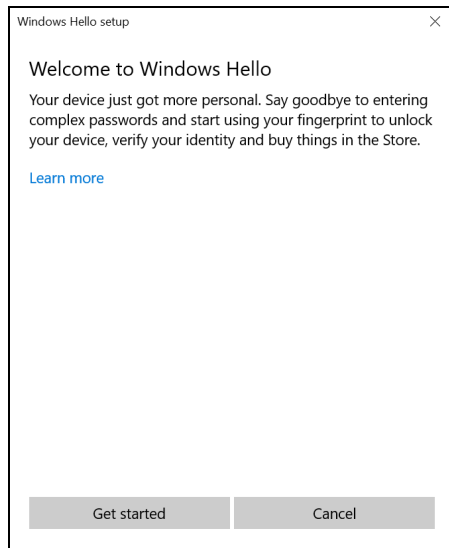 Windows Hello setup
Welcome to Windows Hello
Your device just got more personal. Say goodbye to entering
complex passwords and start using your fingerprint to unlock
your device, verify your identity and buy things in the Store.
Learn more
Get started
Cancel